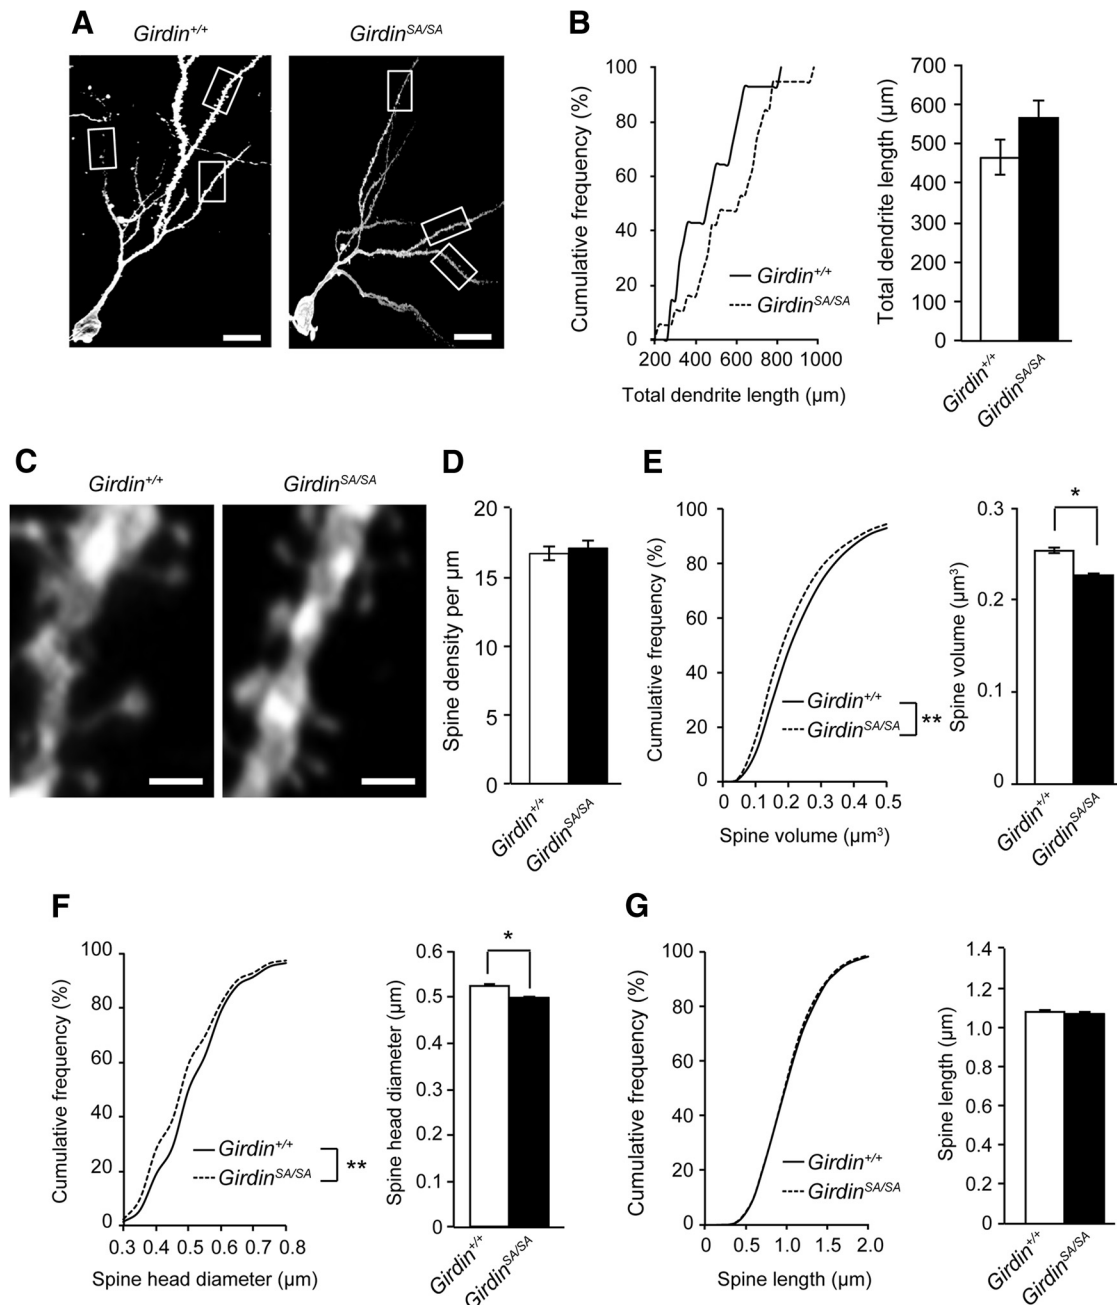 A
Girdin+/+
GirdinSA/SA
B
Cumulative frequency (%)
100
80
60
40
20
0
200 400 600 800 1000
Total dendrite length (µm)
Girdin+/+
GirdinSA/SA
Total dendrite length (µm)
700
600
500
400
300
200
100
0
Girdin+/+
GirdinSA/SA
C
Girdin+/+
GirdinSA/SA
D
Spine density per µm
20
15
10
5
0
Girdin+/+
GirdinSA/SA
E
Cumulative frequency (%)
100
80
60
40
20
0
0 0.1 0.2 0.3 0.4 0.5
Spine volume (µm3)
Girdin+/+
GirdinSA/SA
**
Spine volume (µm3)
0.3
0.2
0.1
0
*
Girdin+/+
GirdinSA/SA
F
Cumulative frequency (%)
100
80
60
40
20
0
0.3 0.4 0.5 0.6 0.7 0.8
Spine head diameter (µm)
Girdin+/+
GirdinSA/SA
**
Spine head diameter (µm)
0.6
0.5
0.4
0.3
0.2
0.1
0
*
Girdin+/+
GirdinSA/SA
G
Cumulative frequency (%)
100
80
60
40
20
0
0 0.5 1.0 1.5 2.0
Spine length (µm)
Girdin+/+
GirdinSA/SA
Spine length (µm)
1.4
1.2
1.0
0.8
0.6
0.4
0.2
0
Girdin+/+
GirdinSA/SA